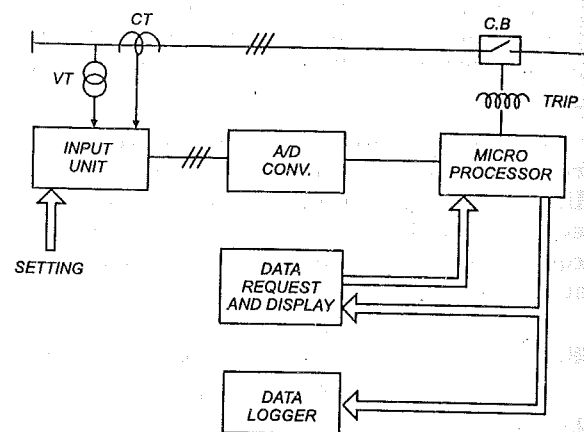 CT
C.B
VT
TRIP
INPUT
UNIT
A/D
CONV.
MICRO
PROCESSOR
SETTING
DATA
REQUEST
AND DISPLAY
DATA
LOGGER